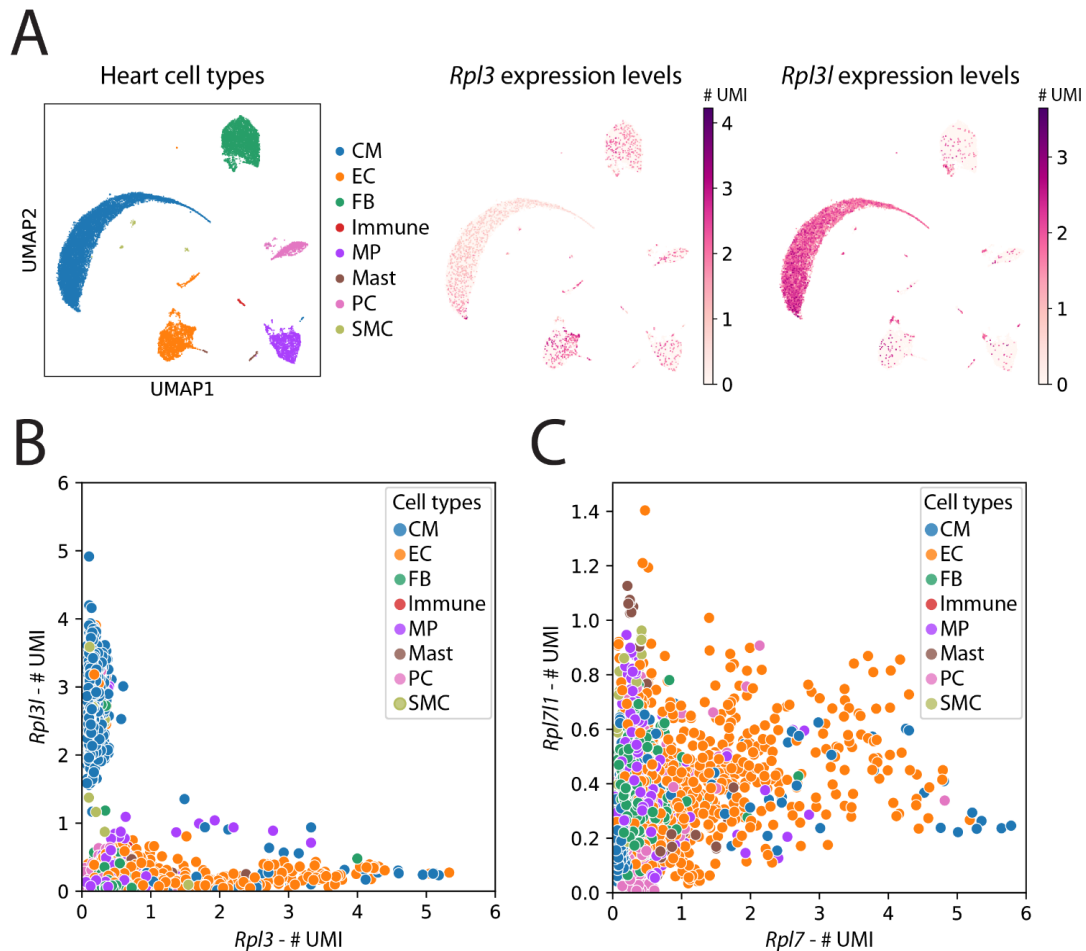 A
Heart cell types
Rpl3 expression levels
Rpl3l expression levels
# UMI
# UMI
UMAP2
UMAP1
CM
EC
FB
Immune
MP
Mast
PC
SMC
4
3
2
1
0
3
2
1
0
B
C
6
5
4
3
2
1
0
Rpl3l - # UMI
0 1 2 3 4 5 6
Rpl3 - # UMI
Cell types
CM
EC
FB
Immune
MP
Mast
PC
SMC
1.4
1.2
1.0
0.8
0.6
0.4
0.2
0.0
Rpl7l1 - # UMI
0 1 2 3 4 5 6
Rpl7 - # UMI
Cell types
CM
EC
FB
Immune
MP
Mast
PC
SMC